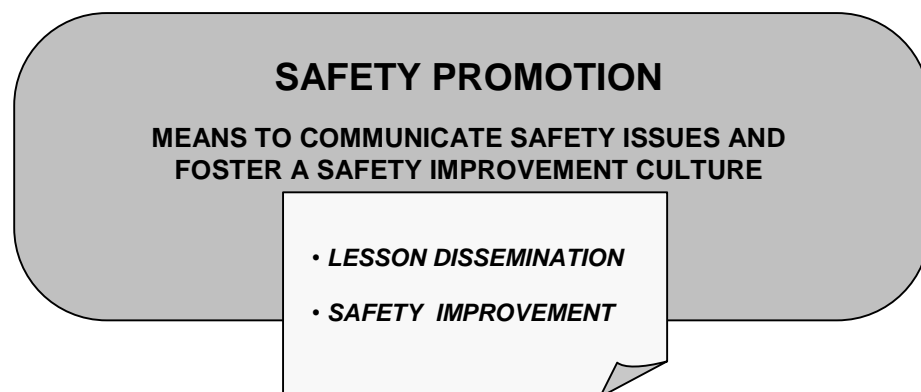 SAFETY PROMOTION
MEANS TO COMMUNICATE SAFETY ISSUES AND
FOSTER A SAFETY IMPROVEMENT CULTURE
• LESSON DISSEMINATION
• SAFETY IMPROVEMENT